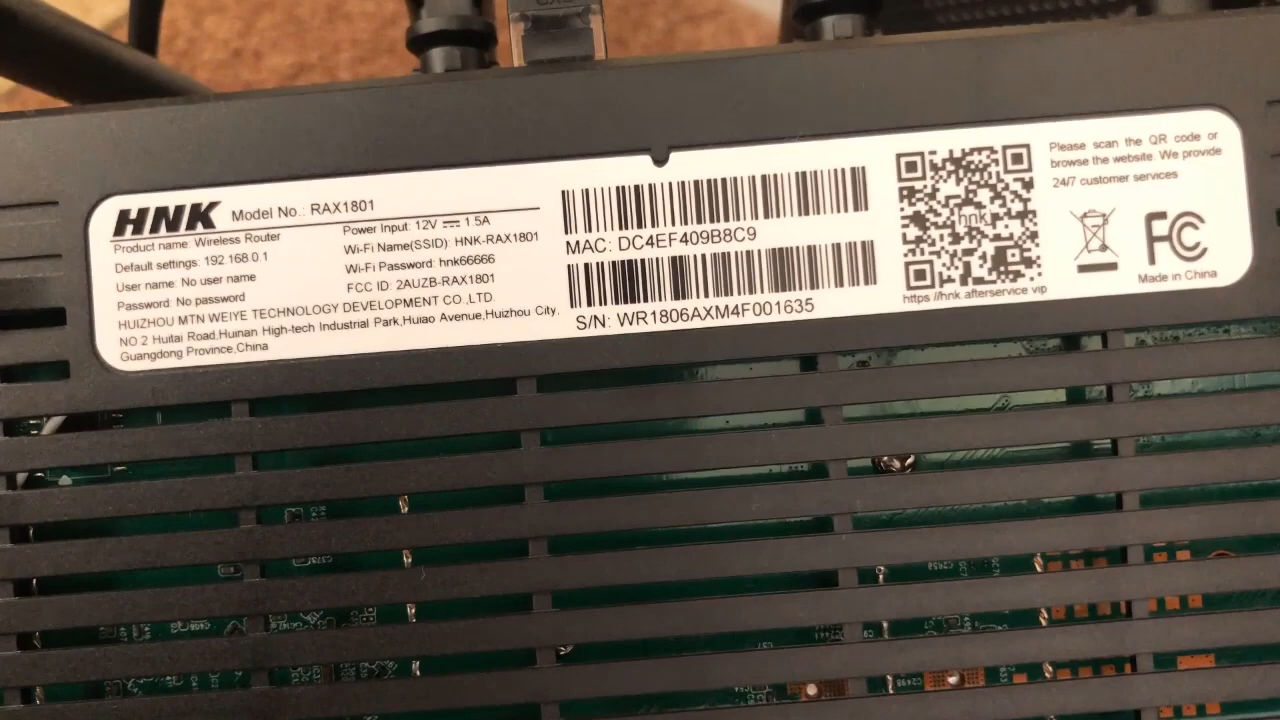 HNK Model No.: RAX1801
Product name: Wireless Router
Default settings: 192.168.0.1
User name: No user name
Password: No password
Power Input: 12V 1.5A
Wi-Fi Name(SSID): HNK-RAX1801
Wi-Fi Password: hnk66666
FCC ID: 2AUZB-RAX1801
HUIZHOU MTN WEIYE TECHNOLOGY DEVELOPMENT CO.,LTD.
NO 2 Huitai Road,Huinan High-tech Industrial Park,Huiao Avenue,Huizhou City,
Guangdong Province,China
MAC: DC4EF409B8C9
S/N: WR1806AXM4F001635
hnk
https://hnk.afterservice vip
Please scan the QR code or
browse the website. We provide
24/7 customer services
FC
Made in China